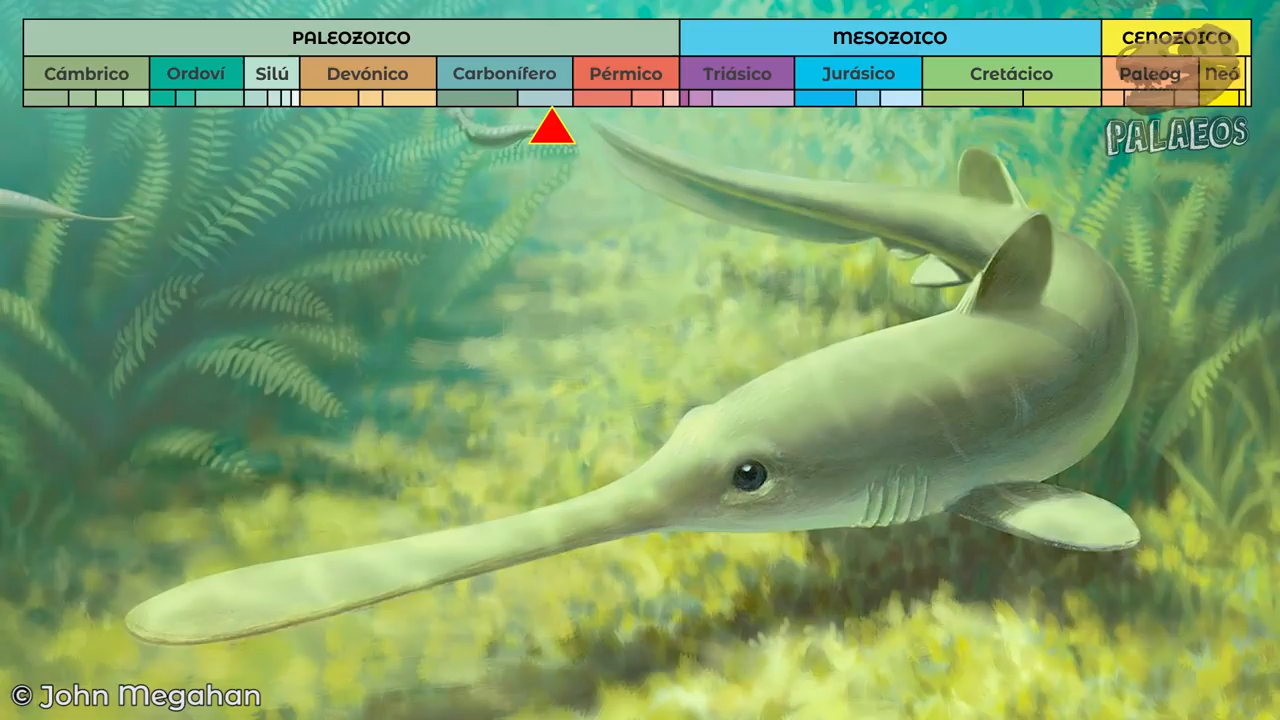 PALEOZOICO MESOZOICO CENOZOICO
Cámbrico Ordoví Silú Devónico Carbonífero Pérmico Triásico Jurásico Cretácico Paleóg Neó
PALAEOS
© John Megahan